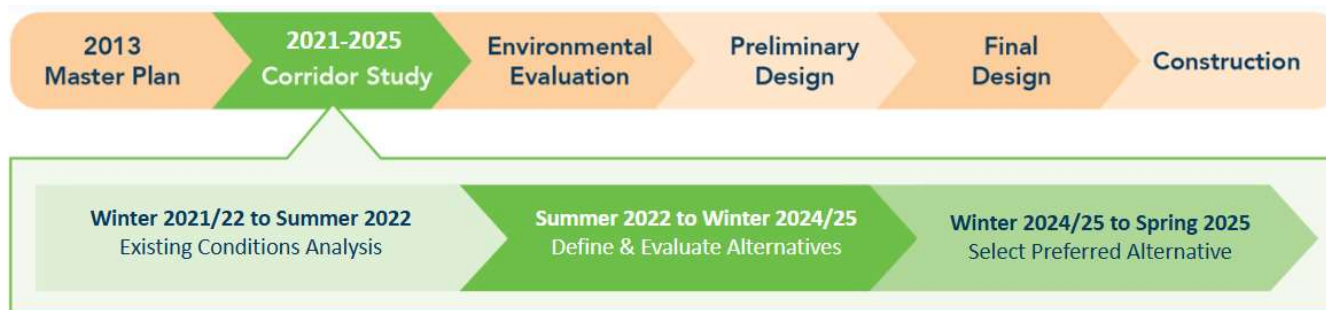 2013
Master Plan
2021-2025
Corridor Study
Environmental
Evaluation
Preliminary
Design
Final
Design
Construction
Winter 2021/22 to Summer 2022
Existing Conditions Analysis
Summer 2022 to Winter 2024/25
Define & Evaluate Alternatives
Winter 2024/25 to Spring 2025
Select Preferred Alternative